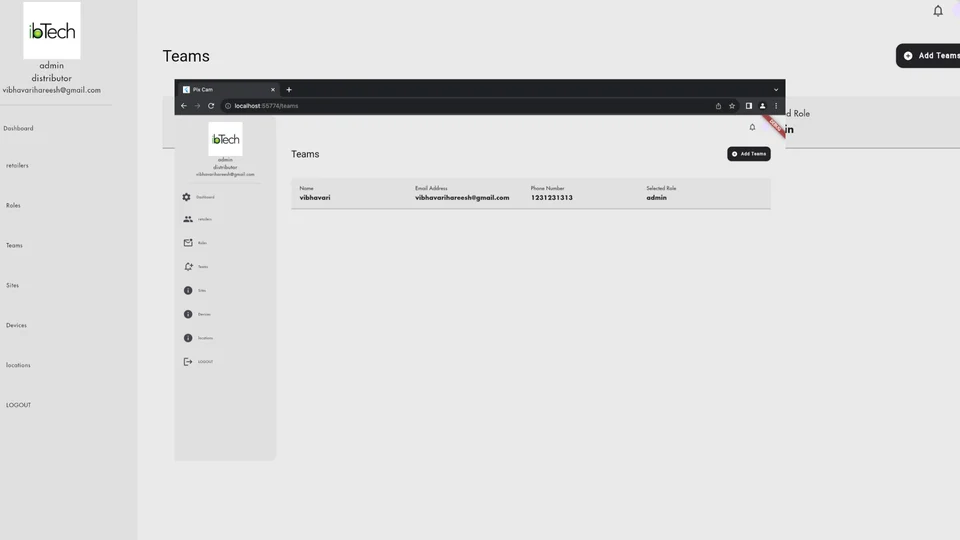 ibTech
admin
distributor
vibhavarihareesh@gmail.com
Dashboard
retailers
Roles
Teams
Sites
Devices
locations
LOGOUT
Teams
Add Teams
d Role
in
Pix Cam
localhost:55774/teams
ibTech
admin
distributor
vibhavarihareesh@gmail.com
Dashboard
retailers
Roles
Teams
Sites
Devices
locations
LOGOUT
Teams
Add Teams
Name Email Address Phone Number Selected Role
vibhavari vibhavarihareesh@gmail.com 1231231313 admin